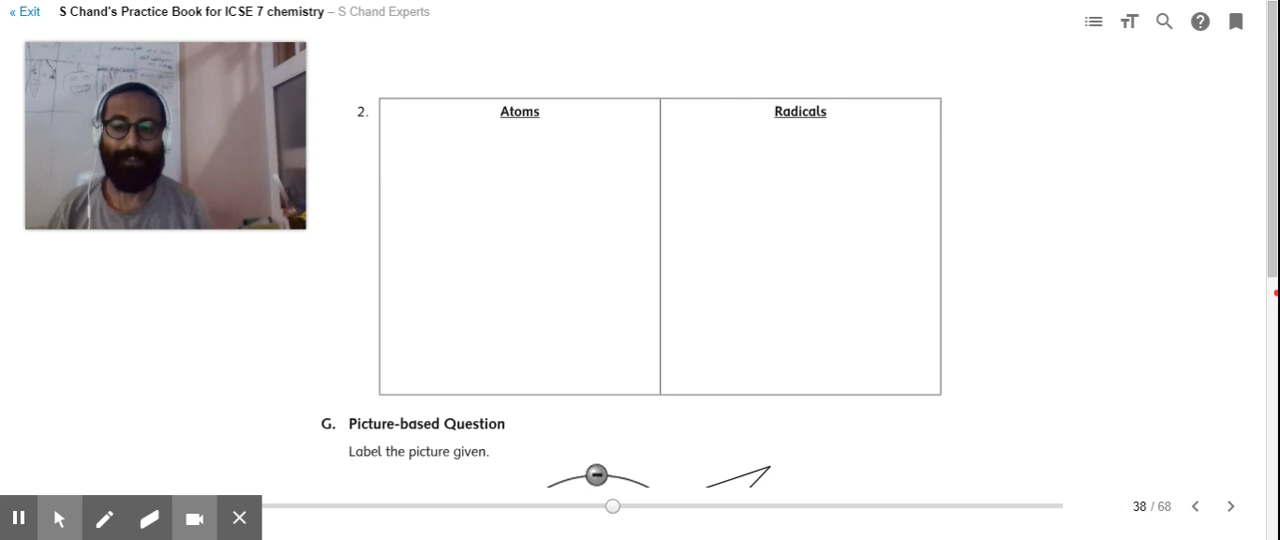 « Exit S Chand's Practice Book for ICSE 7 chemistry – S Chand Experts
2. Atoms Radicals
G. Picture-based Question
Label the picture given.
38 / 68